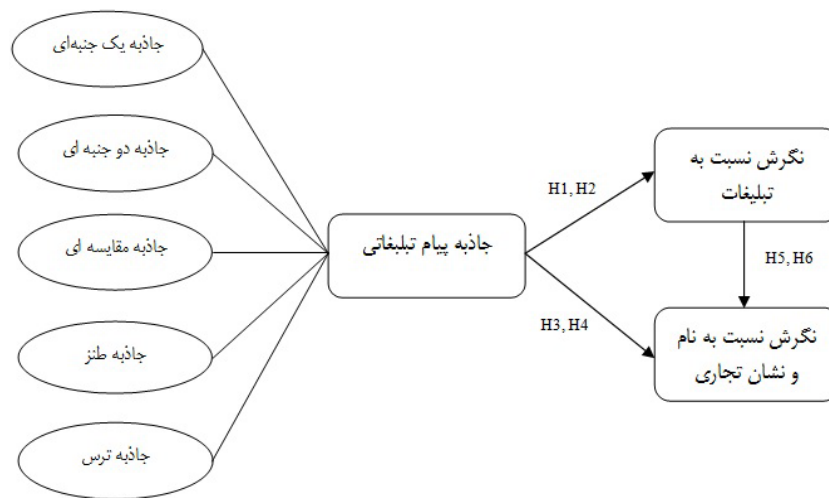 جاذبه یک جنبه‌ای
جاذبه دو جنبه ای
جاذبه مقایسه ای
جاذبه طنز
جاذبه ترس
جاذبه پیام تبلیغاتی
H1, H2
H3, H4
نگرش نسبت به
تبلیغات
H5, H6
نگرش نسبت به نام
و نشان تجاری